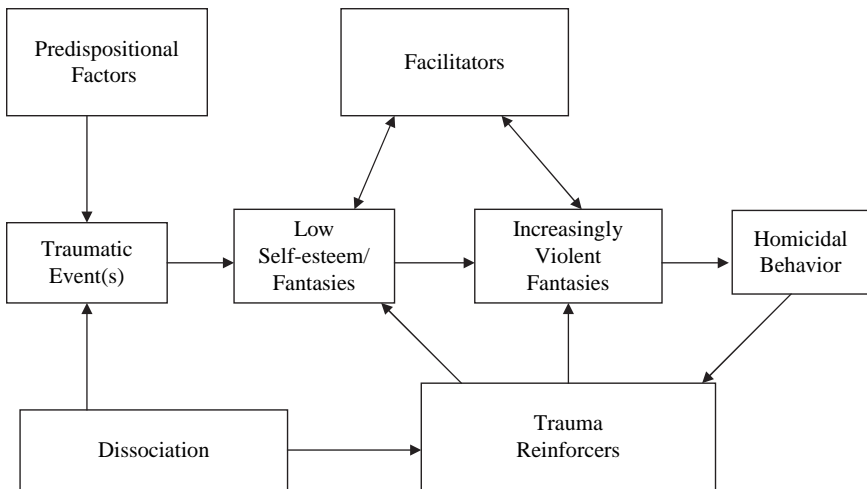 Predispositional
Factors
Facilitators
Traumatic
Event(s)
Low
Self-esteem/
Fantasies
Increasingly
Violent
Fantasies
Homicidal
Behavior
Dissociation
Trauma
Reinforcers